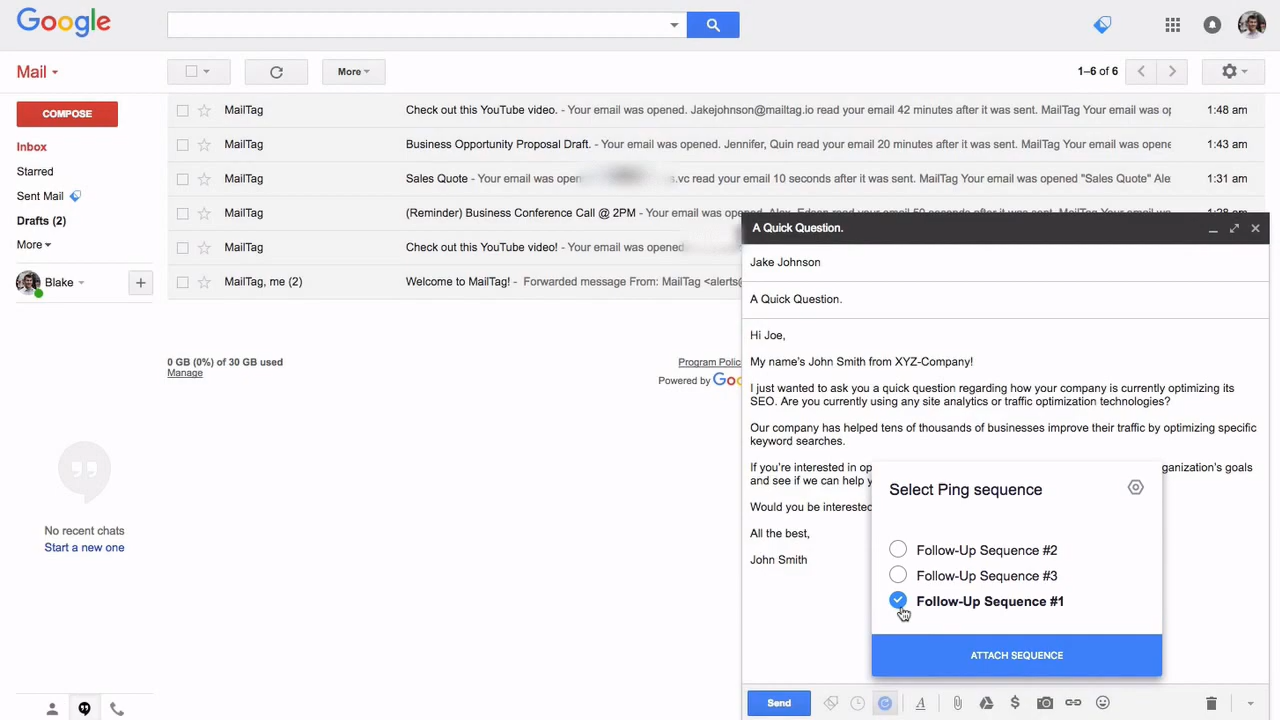 Google
Mail
More
1–6 of 6
COMPOSE
Inbox
Starred
Sent Mail
Drafts (2)
More
Blake
MailTag Check out this YouTube video. - Your email was opened. Jakejohnson@mailtag.io read your email 42 minutes after it was sent. MailTag Your email was op 1:48 am
MailTag Business Opportunity Proposal Draft. - Your email was opened. Jennifer, Quin read your email 20 minutes after it was sent. MailTag Your email was opene 1:43 am
MailTag Sales Quote - Your email was open s.vc read your email 10 seconds after it was sent. MailTag Your email was opened "Sales Quote" Ale 1:31 am
MailTag (Reminder) Business Conference Call @ 2PM - Your email was opened.
MailTag Check out this YouTube video! - Your email was opened
MailTag, me (2) Welcome to MailTag! - Forwarded message From: MailTag <alerts@
0 GB (0%) of 30 GB used
Manage
Program Polic
Powered by Goo
No recent chats
Start a new one
A Quick Question.
Jake Johnson
A Quick Question.
Hi Joe,
My name's John Smith from XYZ-Company!
I just wanted to ask you a quick question regarding how your company is currently optimizing its
SEO. Are you currently using any site analytics or traffic optimization technologies?
Our company has helped tens of thousands of businesses improve their traffic by optimizing specific
keyword searches.
If you're interested in op ganization's goals
and see if we can help y
Would you be interested
All the best,
John Smith
Select Ping sequence
Follow-Up Sequence #2
Follow-Up Sequence #3
Follow-Up Sequence #1
ATTACH SEQUENCE
Send